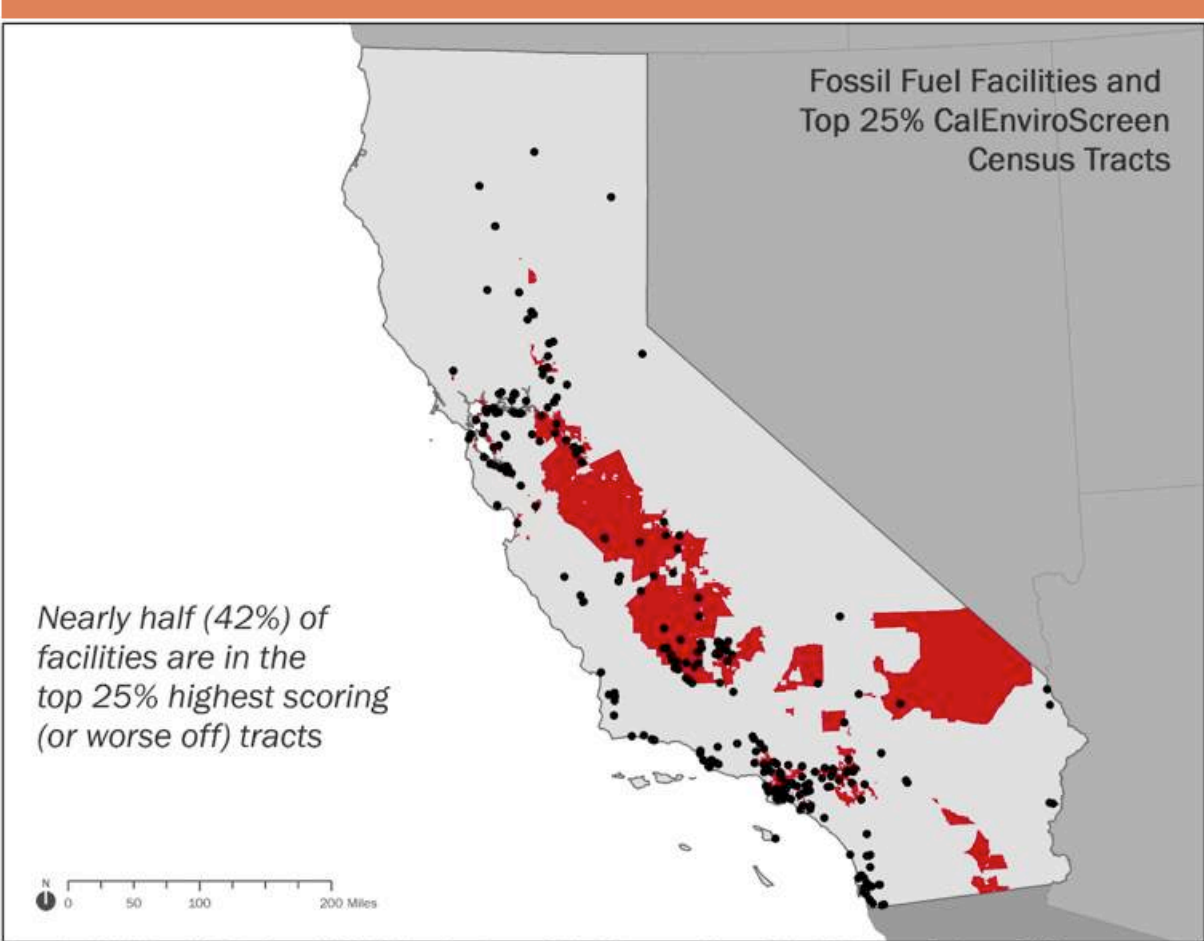 Fossil Fuel Facilities and
Top 25% CalEnviroScreen
Census Tracts
Nearly half (42%) of
facilities are in the
top 25% highest scoring
(or worse off) tracts
N
0 50 100 200 Miles